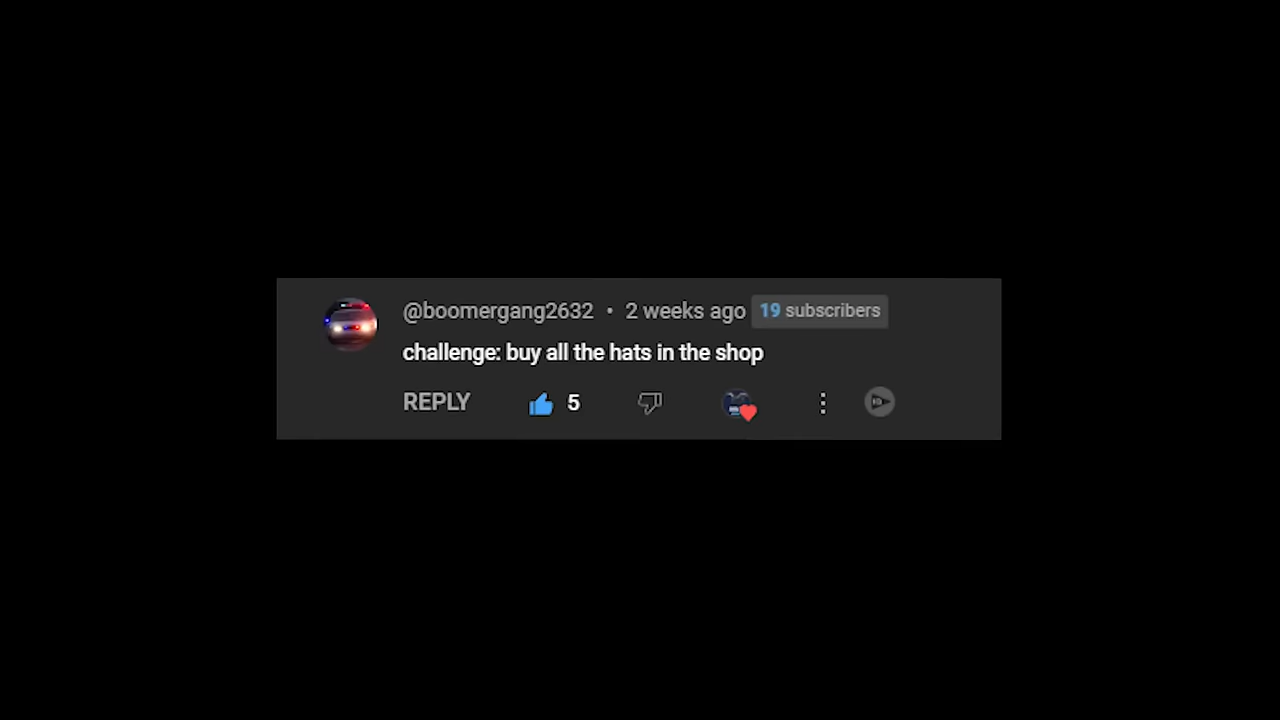 @boomergang2632 • 2 weeks ago 19 subscribers
challenge: buy all the hats in the shop
REPLY 5